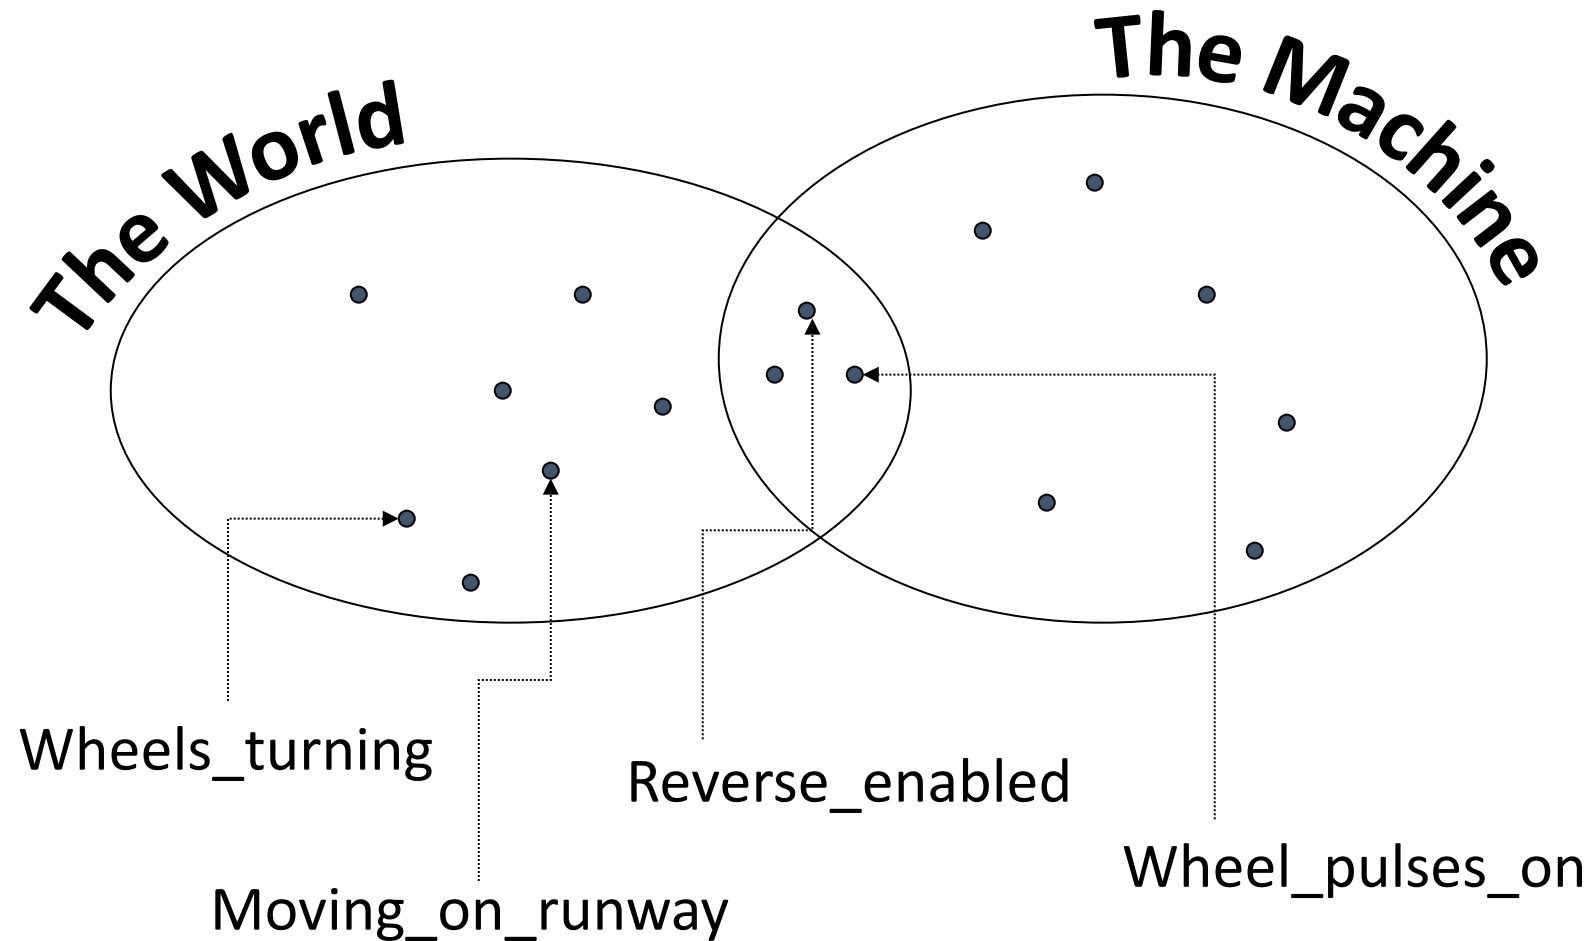 The World
The Machine
Wheels_turning
Reverse_enabled
Wheel_pulses_on
Moving_on_runway